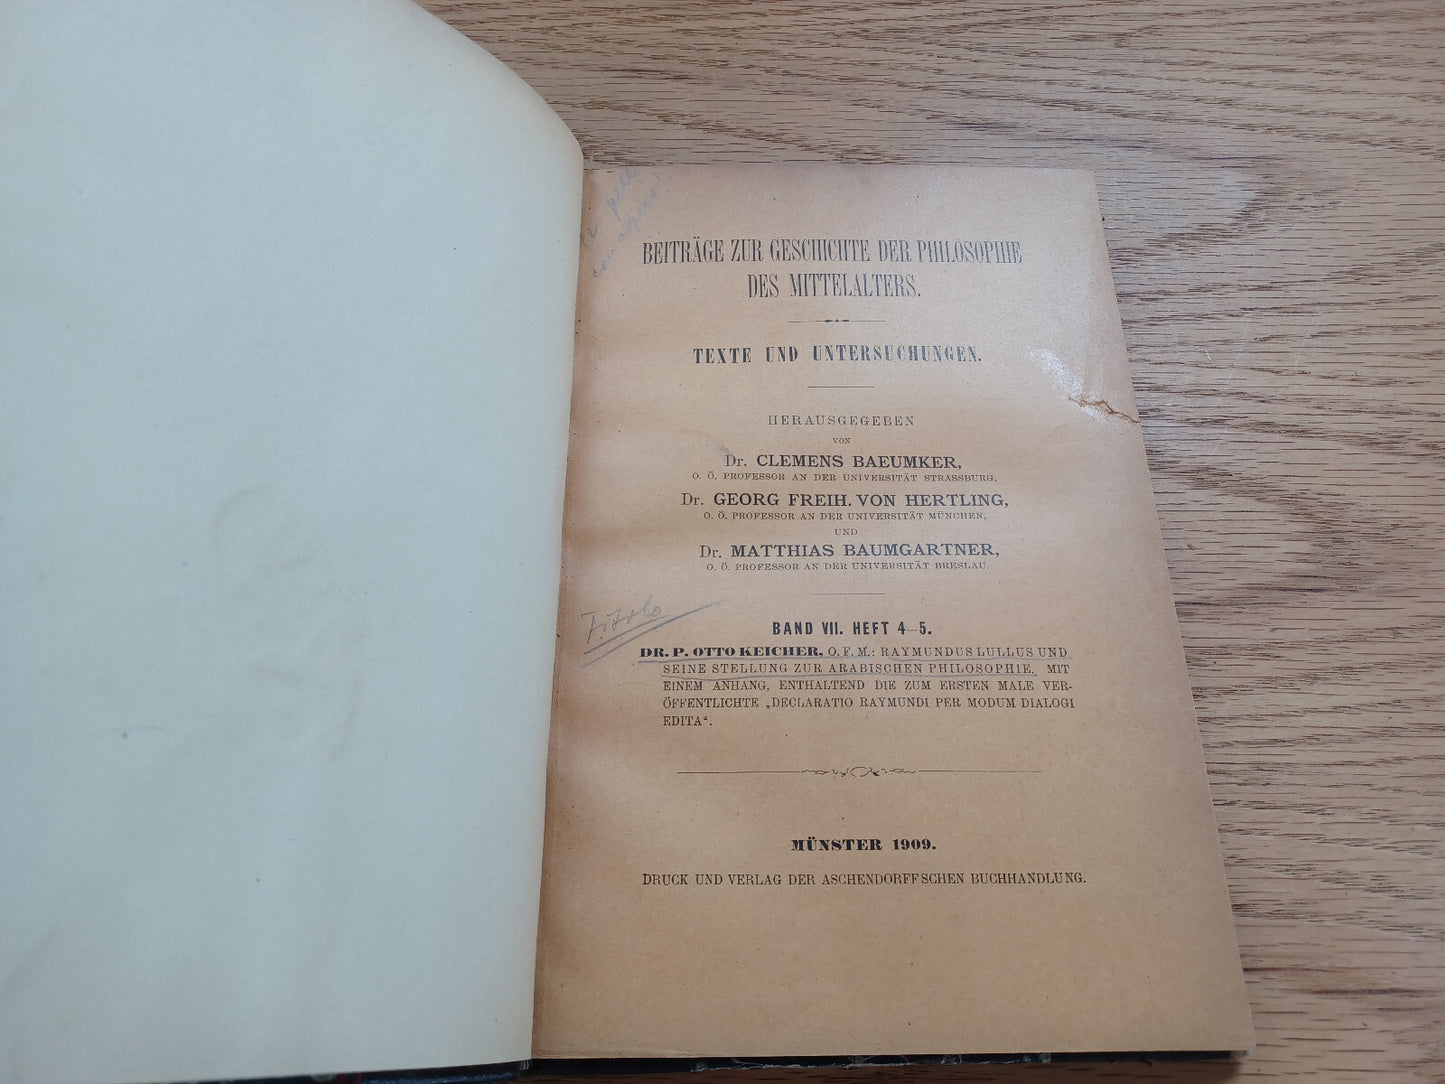 BEITRÄGE ZUR GESCHICHTE DER PHILOSOPHIE
DES MITTELALTERS.
TEXTE UND UNTERSUCHUNGEN.
HERAUSGEGEBEN
VON
Dr. CLEMENS BAEUMKER,
O. Ö. PROFESSOR AN DER UNIVERSITÄT STRASSBURG,
Dr. GEORG FREIH. VON HERTLING,
O. Ö. PROFESSOR AN DER UNIVERSITÄT MÜNCHEN,
UND
Dr. MATTHIAS BAUMGARTNER,
O. Ö. PROFESSOR AN DER UNIVERSITÄT BRESLAU.
Titolo
BAND VII. HEFT 4–5.
DR. P. OTTO KEICHER, O. F. M.: RAYMUNDUS LULLUS UND
SEINE STELLUNG ZUR ARABISCHEN PHILOSOPHIE. MIT
EINEM ANHANG, ENTHALTEND DIE ZUM ERSTEN MALE VER-
ÖFFENTLICHTE „DECLARATIO RAYMUNDI PER MODUM DIALOGI
EDITA“.
MÜNSTER 1909.
DRUCK UND VERLAG DER ASCHENDORFFSCHEN BUCHHANDLUNG.